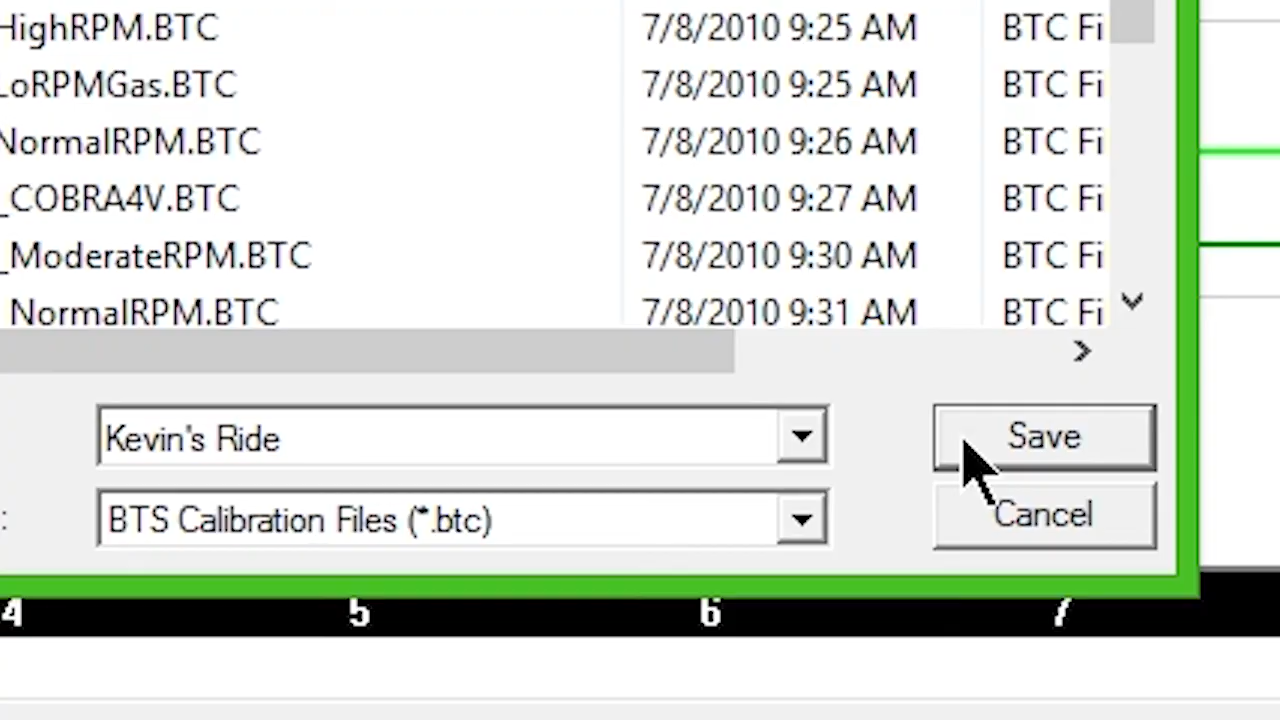 HighRPM.BTC 7/8/2010 9:25 AM BTC Fi
LoRPMGas.BTC 7/8/2010 9:25 AM BTC Fi
NormalRPM.BTC 7/8/2010 9:26 AM BTC Fi
_COBRA4V.BTC 7/8/2010 9:27 AM BTC Fi
_ModerateRPM.BTC 7/8/2010 9:30 AM BTC Fi
_NormalRPM.BTC 7/8/2010 9:31 AM BTC Fi
Kevin's Ride Save
: BTS Calibration Files (*.btc) Cancel
4 5 6 7